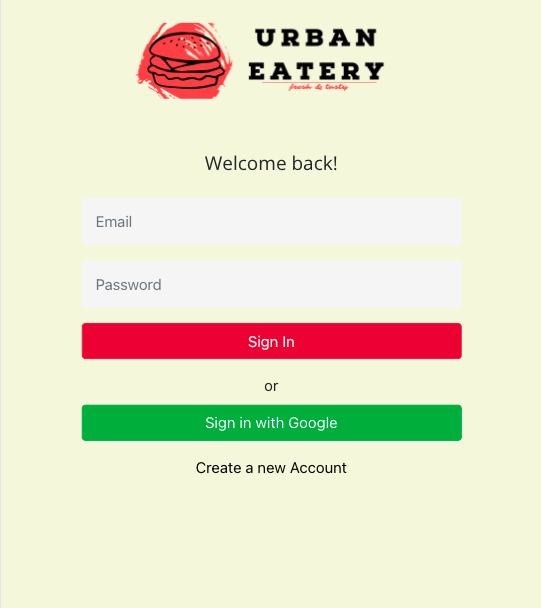 URBAN
EATERY
fresh & tasty
Welcome back!
Email
Password
Sign In
or
Sign in with Google
Create a new Account